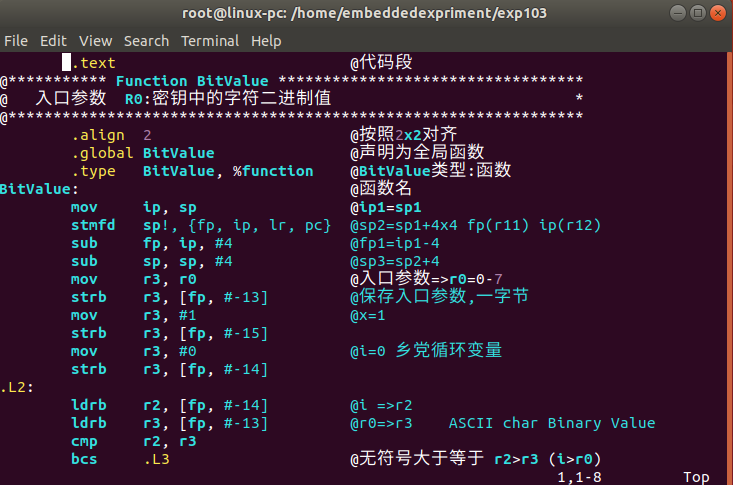 root@linux-pc: /home/embeddedexpriment/exp103
File Edit View Search Terminal Help
.text @代码段
@*********** Function BitValue **********************************
@ 入口参数 R0:密钥中的字符二进制值 *
@****************************************************************
.align 2 @按照2x2对齐
.global BitValue @声明为全局函数
.type BitValue, %function @BitValue类型:函数
BitValue: @函数名
mov ip, sp @ip1=sp1
stmfd sp!, {fp, ip, lr, pc} @sp2=sp1+4x4 fp(r11) ip(r12)
sub fp, ip, #4 @fp1=ip1-4
sub sp, sp, #4 @sp3=sp2+4
mov r3, r0 @入口参数=>r0=0-7
strb r3, [fp, #-13] @保存入口参数,一字节
mov r3, #1 @x=1
strb r3, [fp, #-15]
mov r3, #0 @i=0 乡党循环变量
strb r3, [fp, #-14]
.L2:
ldrb r2, [fp, #-14] @i =>r2
ldrb r3, [fp, #-13] @r0=>r3 ASCII char Binary Value
cmp r2, r3
bcs .L3 @无符号大于等于 r2>r3 (i>r0)
1,1-8 Top